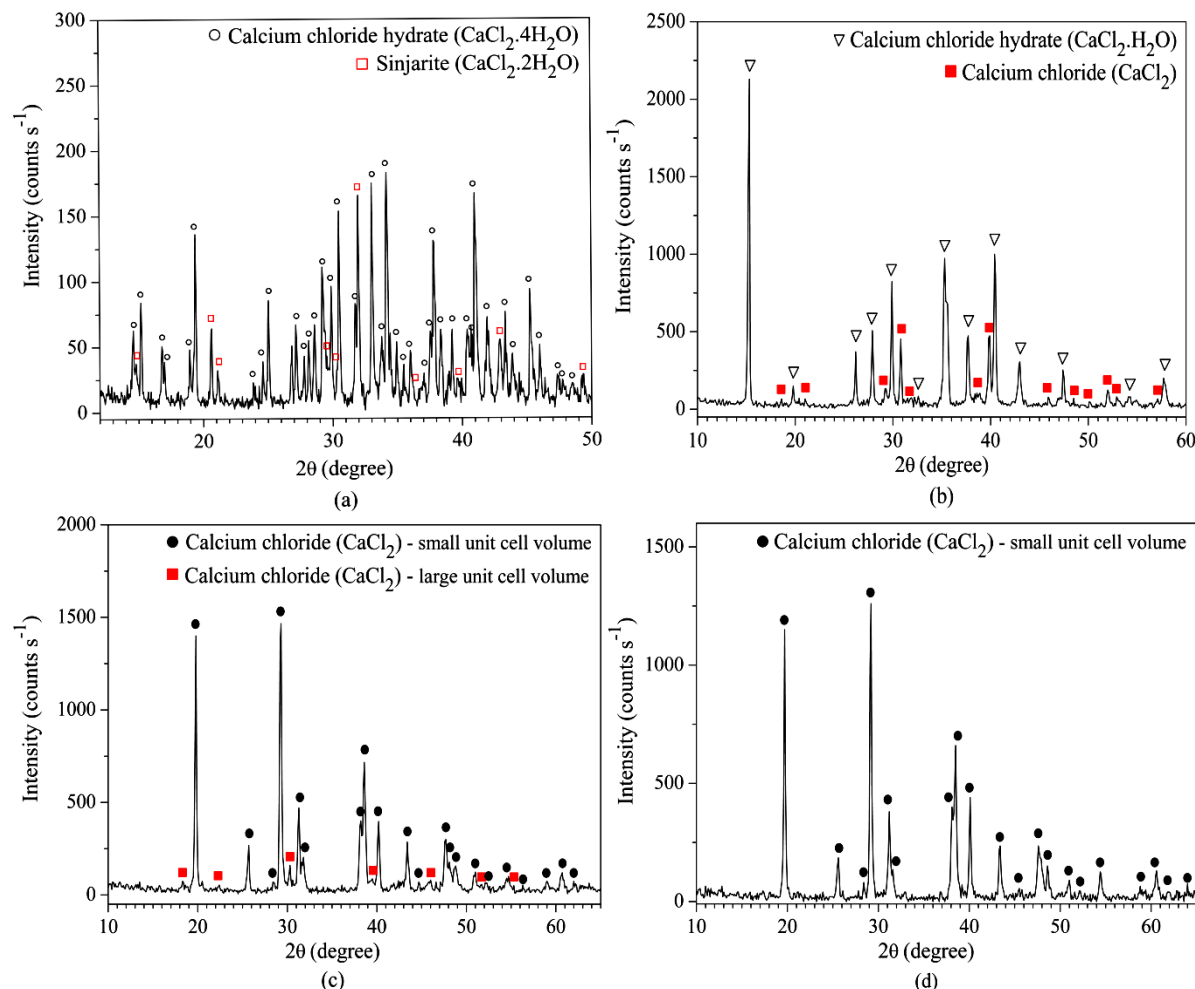 300
250
200
150
100
50
0
Intensity (counts s⁻¹)
○ Calcium chloride hydrate (CaCl₂.4H₂O)
□ Sinjarite (CaCl₂.2H₂O)
20 30 40 50
2θ (degree)
(a)
2500
2000
1500
1000
500
0
Intensity (counts s⁻¹)
▽ Calcium chloride hydrate (CaCl₂.H₂O)
■ Calcium chloride (CaCl₂)
10 20 30 40 50 60
2θ (degree)
(b)
2000
1500
1000
500
0
Intensity (counts s⁻¹)
● Calcium chloride (CaCl₂) - small unit cell volume
■ Calcium chloride (CaCl₂) - large unit cell volume
10 20 30 40 50 60
2θ (degree)
(c)
1500
1000
500
0
Intensity (counts s⁻¹)
● Calcium chloride (CaCl₂) - small unit cell volume
10 20 30 40 50 60
2θ (degree)
(d)